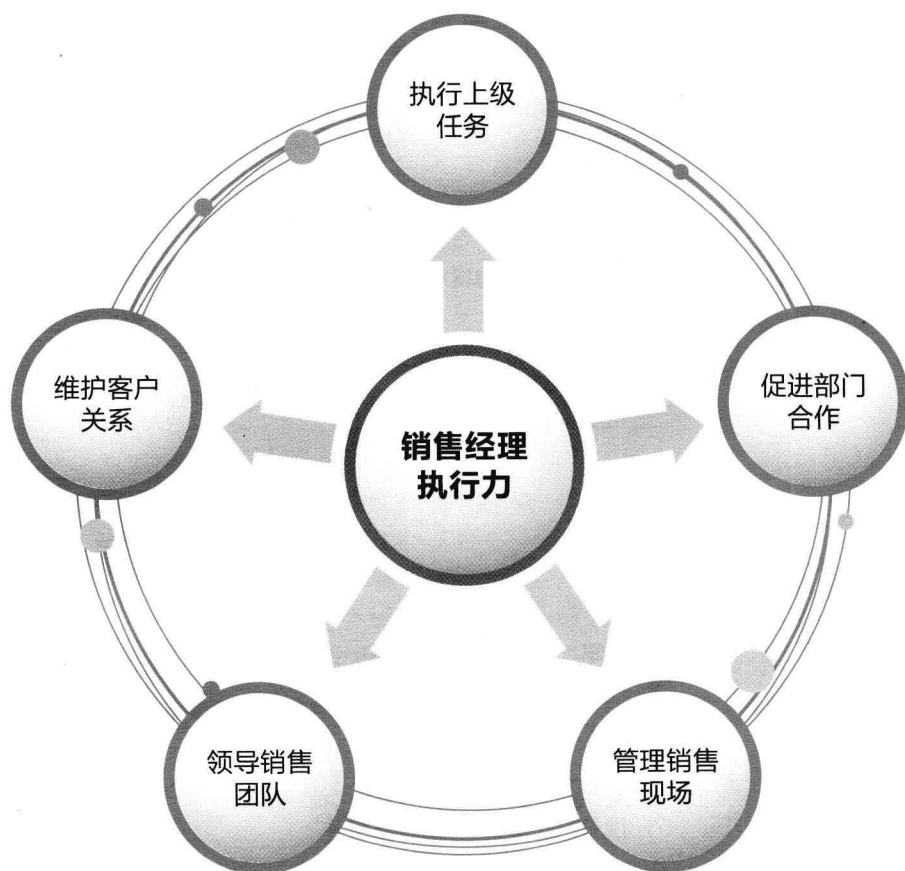 执行上级
任务
维护客户
关系
促进部门
合作
销售经理
执行力
领导销售
团队
管理销售
现场